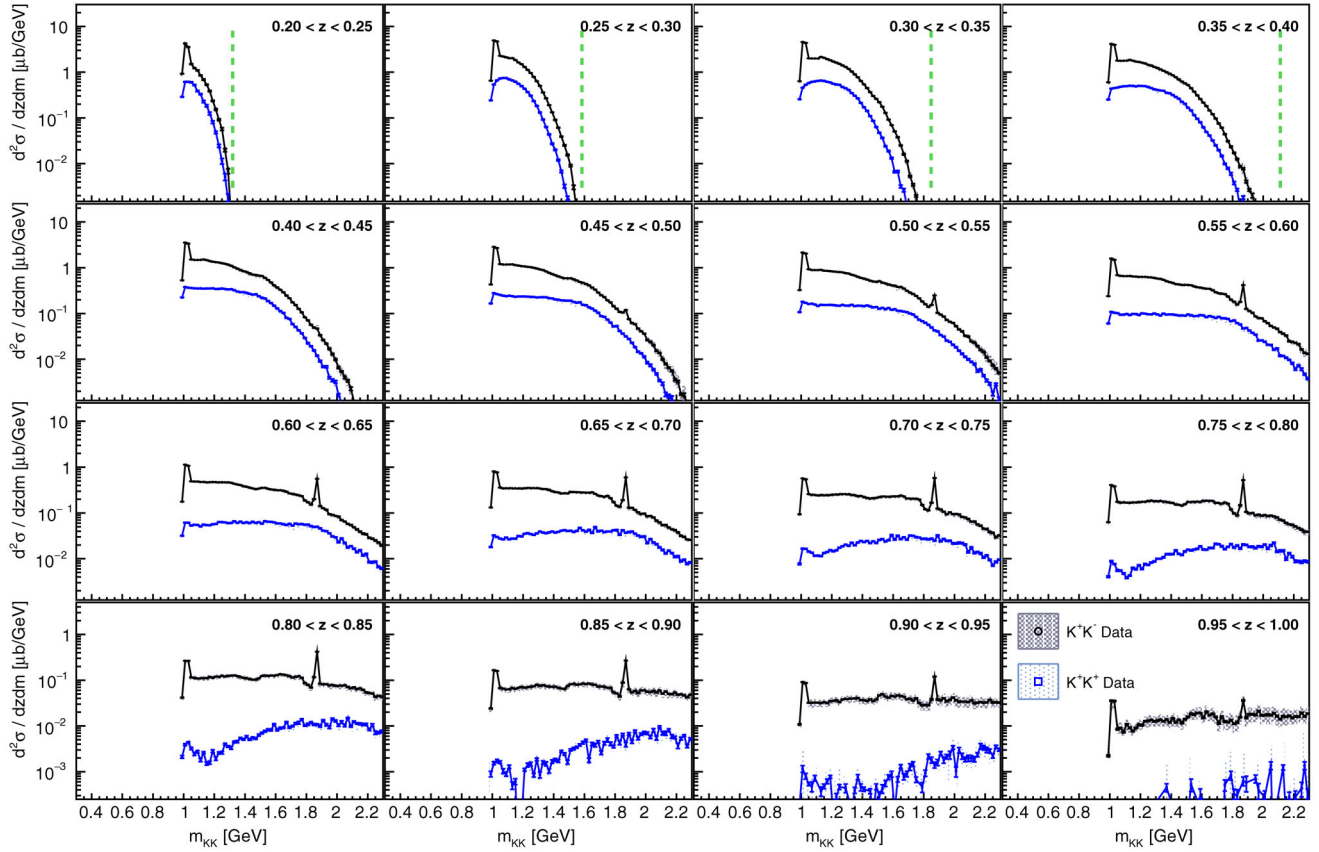 0.20 < z < 0.25
0.25 < z < 0.30
0.30 < z < 0.35
0.35 < z < 0.40
d²σ / dzdm [μb/GeV]
10
1
10⁻¹
10⁻²
0.40 < z < 0.45
0.45 < z < 0.50
0.50 < z < 0.55
0.55 < z < 0.60
d²σ / dzdm [μb/GeV]
10
1
10⁻¹
10⁻²
0.60 < z < 0.65
0.65 < z < 0.70
0.70 < z < 0.75
0.75 < z < 0.80
d²σ / dzdm [μb/GeV]
10
1
10⁻¹
10⁻²
0.80 < z < 0.85
0.85 < z < 0.90
0.90 < z < 0.95
0.95 < z < 1.00
K⁺K⁻ Data
K⁺K⁺ Data
d²σ / dzdm [μb/GeV]
1
10⁻¹
10⁻²
10⁻³
0.4 0.6 0.8 1 1.2 1.4 1.6 1.8 2 2.2
0.4 0.6 0.8 1 1.2 1.4 1.6 1.8 2 2.2
0.4 0.6 0.8 1 1.2 1.4 1.6 1.8 2 2.2
0.4 0.6 0.8 1 1.2 1.4 1.6 1.8 2 2.2
m_KK [GeV]
m_KK [GeV]
m_KK [GeV]
m_KK [GeV]